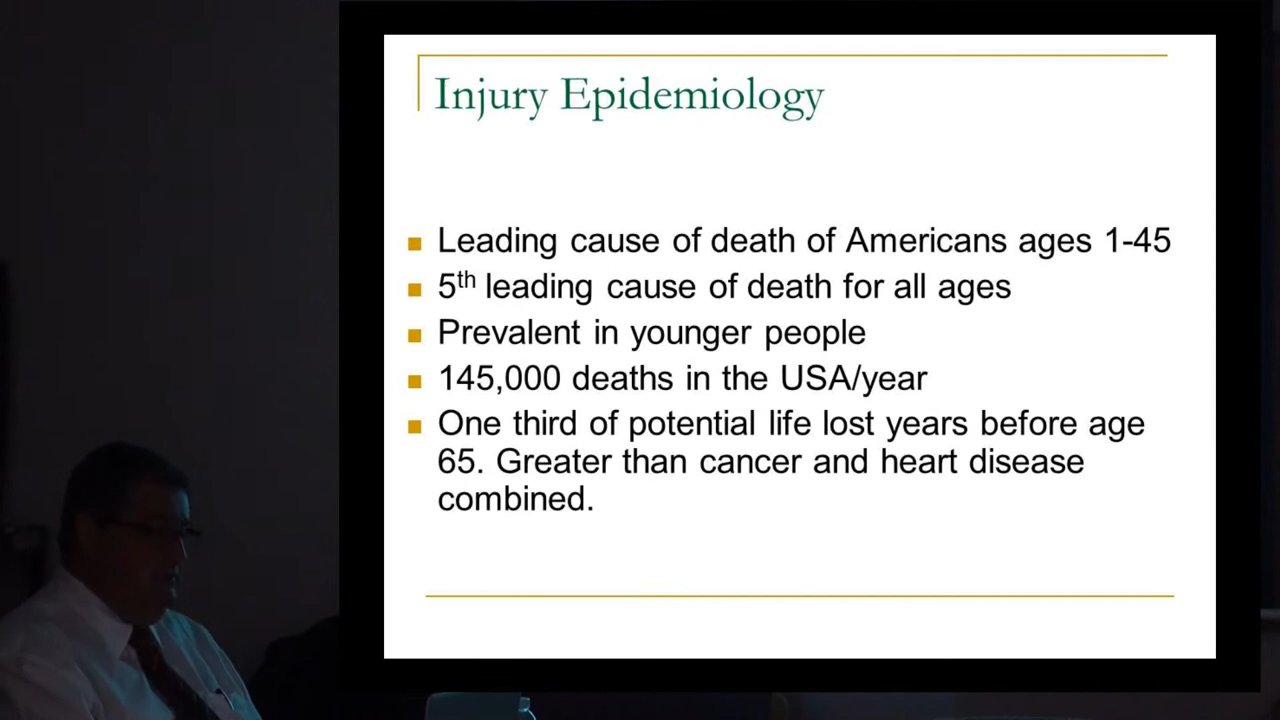 Injury Epidemiology
Leading cause of death of Americans ages 1-45
5th leading cause of death for all ages
Prevalent in younger people
145,000 deaths in the USA/year
One third of potential life lost years before age
65. Greater than cancer and heart disease
combined.